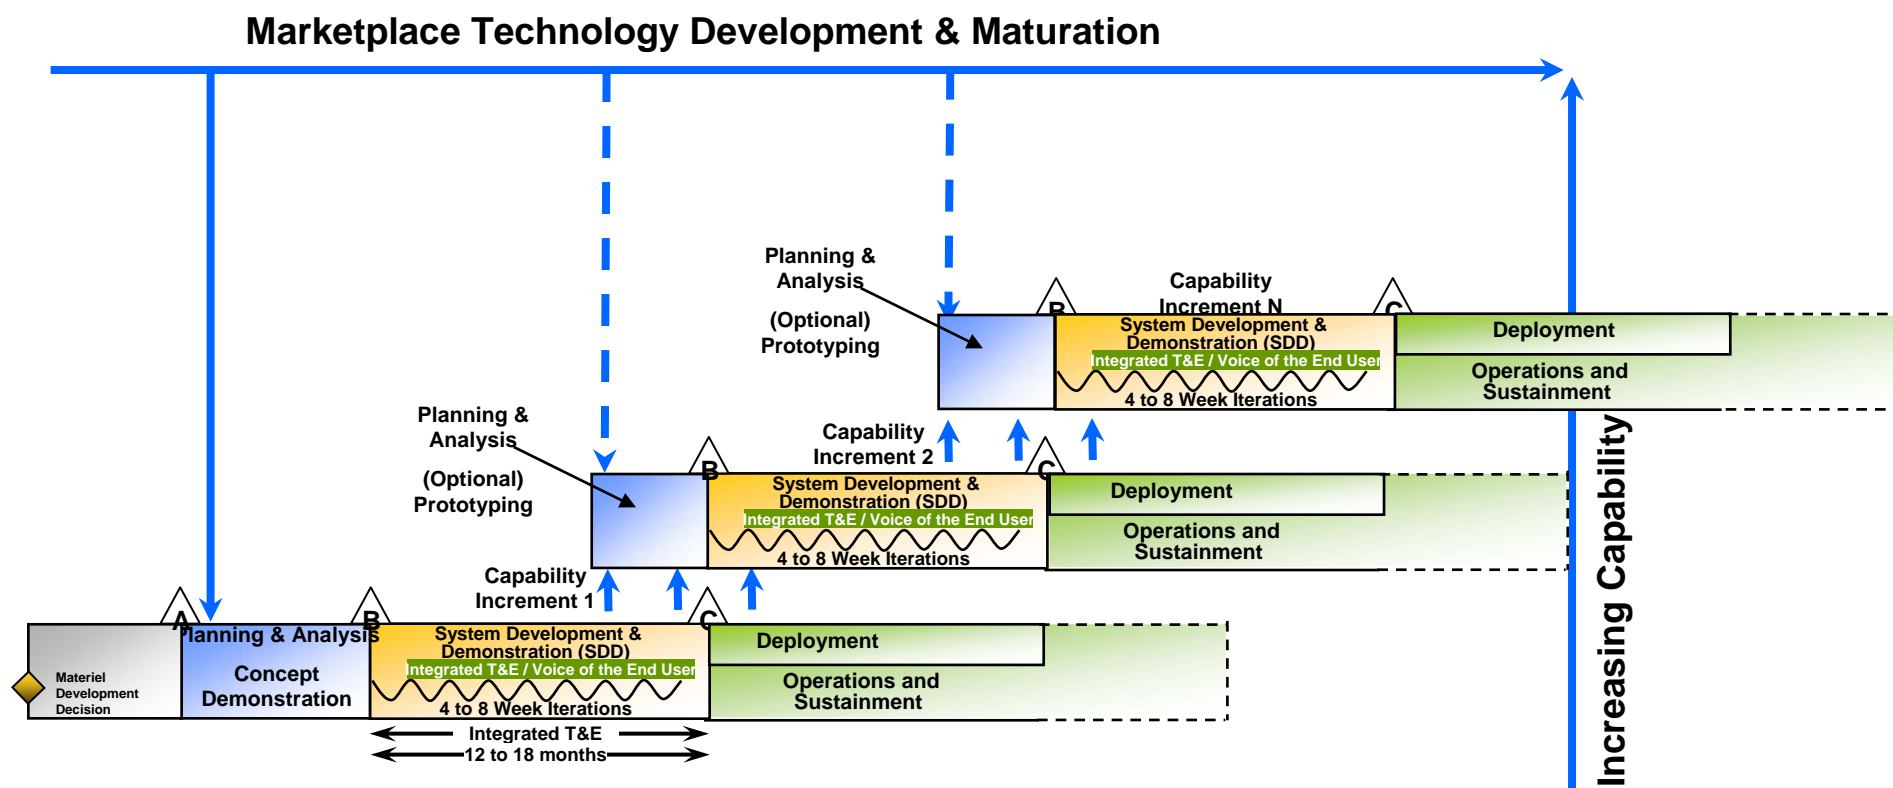 Marketplace Technology Development & Maturation
Planning &
Analysis
(Optional)
Prototyping
B
Capability
Increment N
C
System Development &
Demonstration (SDD)
Integrated T&E / Voice of the End User
4 to 8 Week Iterations
Deployment
Operations and
Sustainment
Planning &
Analysis
(Optional)
Prototyping
B
Capability
Increment 2
C
System Development &
Demonstration (SDD)
Integrated T&E / Voice of the End User
4 to 8 Week Iterations
Deployment
Operations and
Sustainment
Increasing Capability
A
B
Capability
Increment 1
C
Materiel
Development
Decision
Planning & Analysis
Concept
Demonstration
System Development &
Demonstration (SDD)
Integrated T&E / Voice of the End User
4 to 8 Week Iterations
Deployment
Operations and
Sustainment
Integrated T&E
12 to 18 months